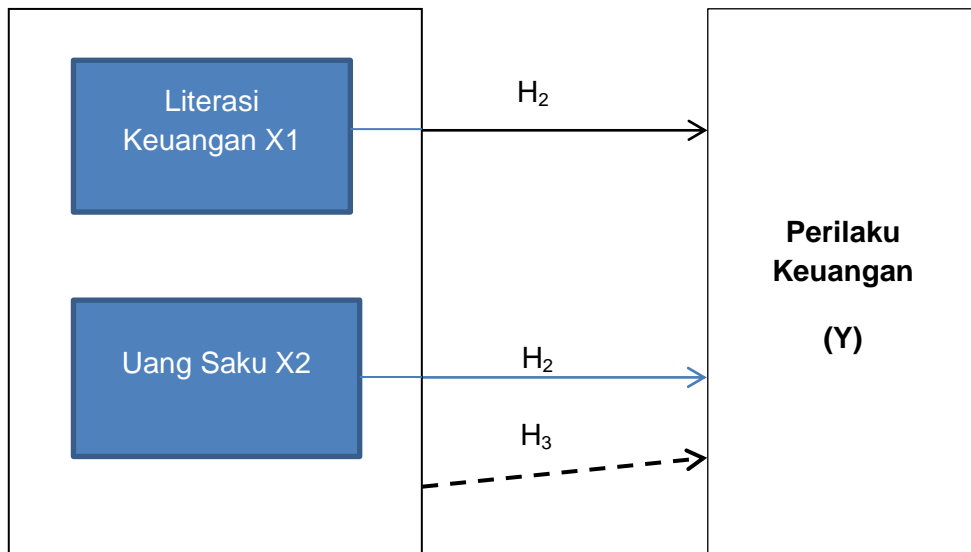 Literasi
Keuangan X1
H₂
Perilaku
Keuangan
(Y)
Uang Saku X2
H₂
H₃